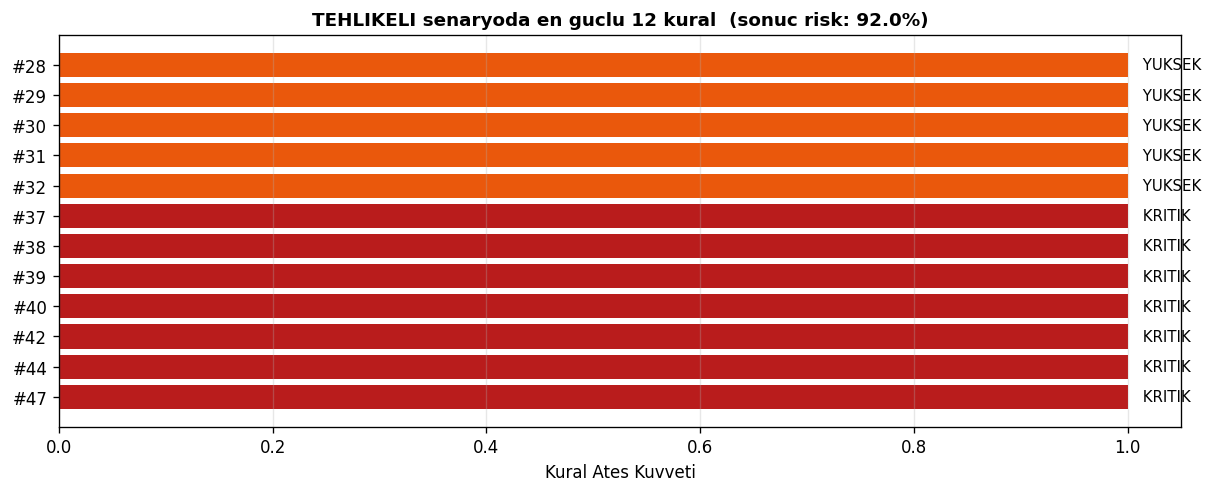 TEHLIKELI senaryoda en guclu 12 kural (sonuc risk: 92.0%)
#28 YUKSEK
#29 YUKSEK
#30 YUKSEK
#31 YUKSEK
#32 YUKSEK
#37 KRITIK
#38 KRITIK
#39 KRITIK
#40 KRITIK
#42 KRITIK
#44 KRITIK
#47 KRITIK
0.0 0.2 0.4 0.6 0.8 1.0
Kural Ates Kuvveti